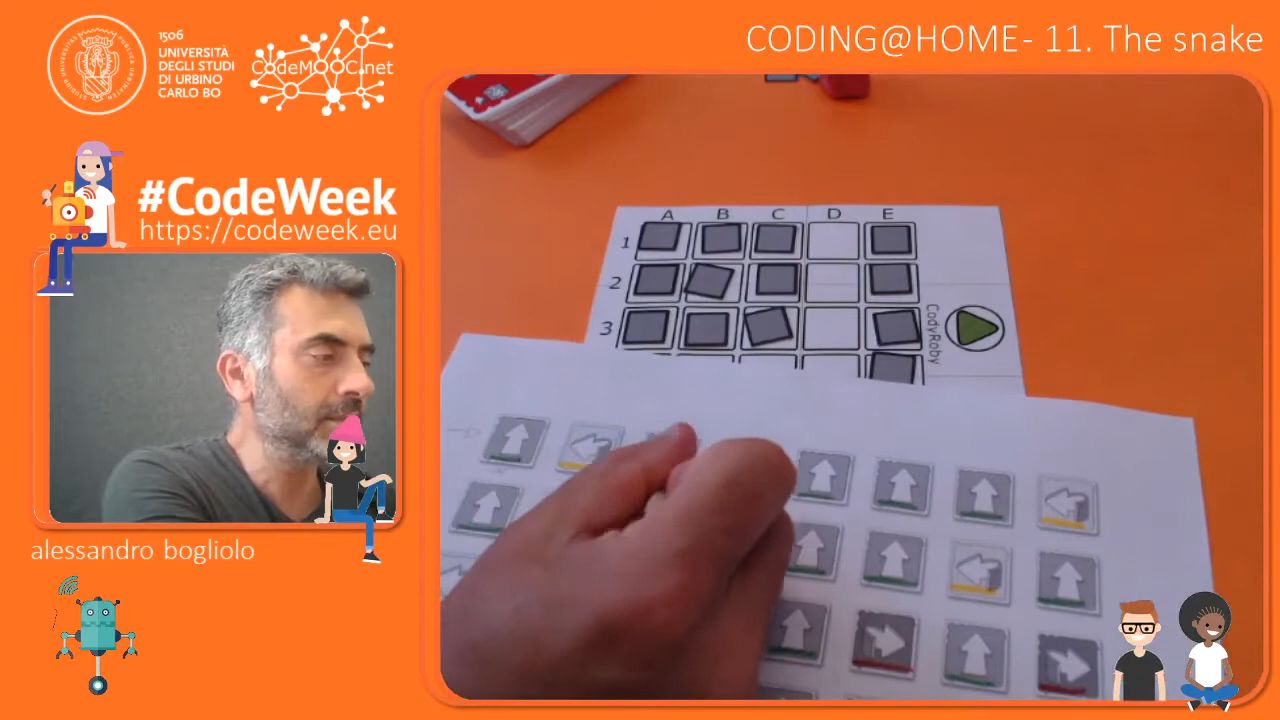 1506
UNIVERSITÀ
DEGLI STUDI
DI URBINO
CARLO BO
CodeMOOC.net
CODING@HOME- 11. The snake
#CodeWeek
https://codeweek.eu
A B C D E
1
2
3
CodyRoby
alessandro bogliolo